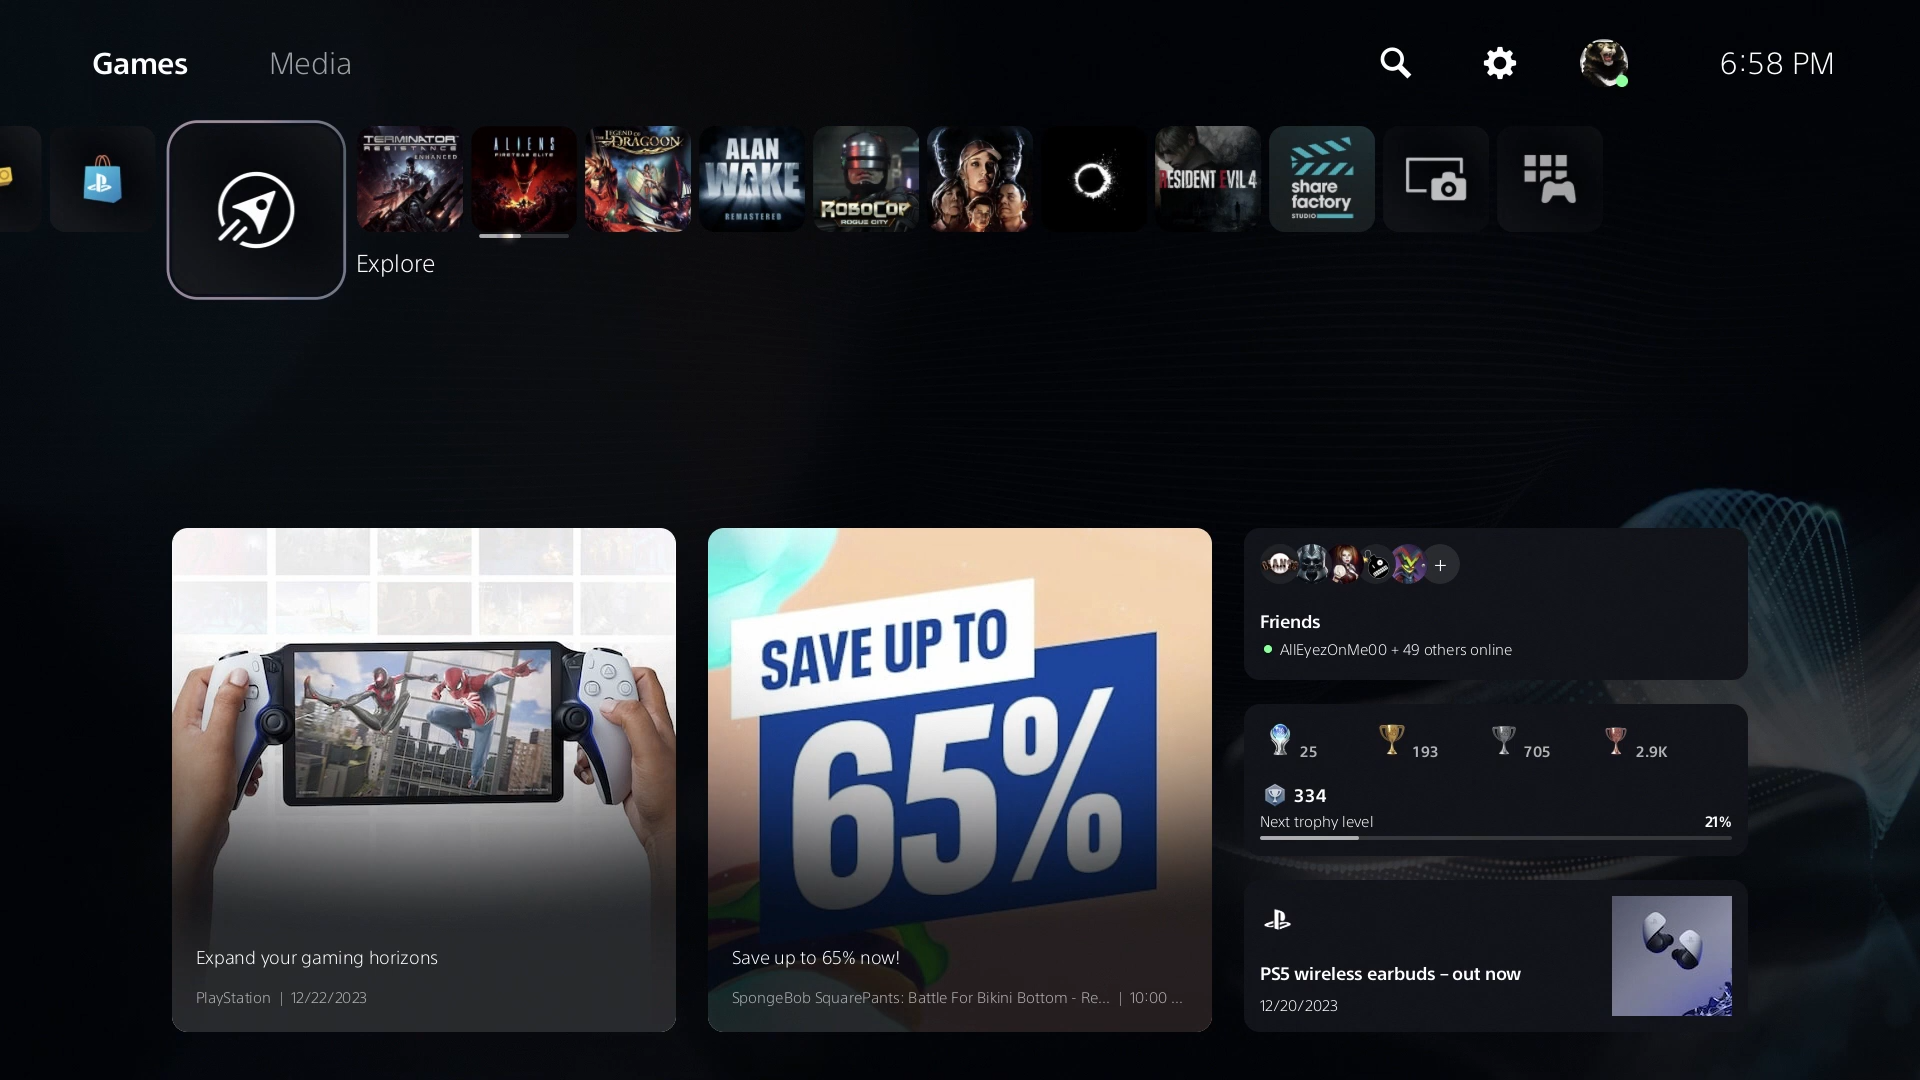 Games
Media
6:58 PM
TERMINATOR
RESISTANCE
ENHANCED
ALIENS
FIRETEAM ELITE
THE LEGEND OF
DRAGOON
ALAN
WAKE
REMASTERED
ROBOCOP
ROGUE CITY
RESIDENT EVIL 4
share
factory
STUDIO
Explore
SAVE UP TO
65%
Expand your gaming horizons
PlayStation | 12/22/2023
Save up to 65% now!
SpongeBob SquarePants: Battle For Bikini Bottom - Re... | 10:00 ...
+
Friends
AllEyezOnMe00 + 49 others online
25
193
705
2.9K
334
Next trophy level
21%
PS5 wireless earbuds – out now
12/20/2023